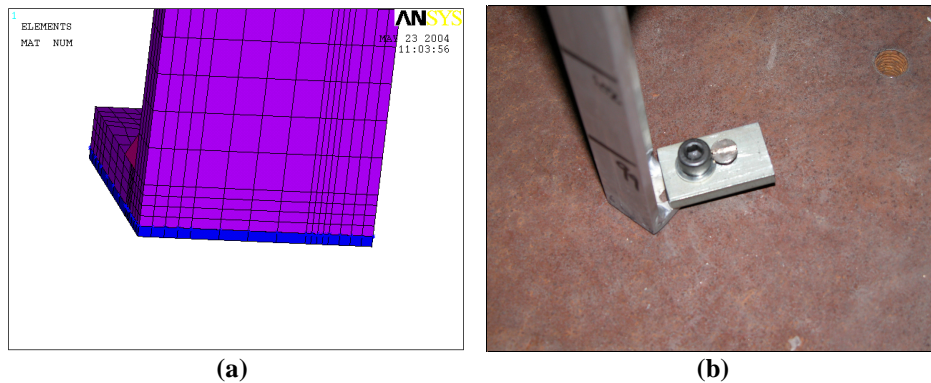 1
ELEMENTS
MAT NUM
ANSYS
MAY 23 2004
11:03:56
(a)
(b)